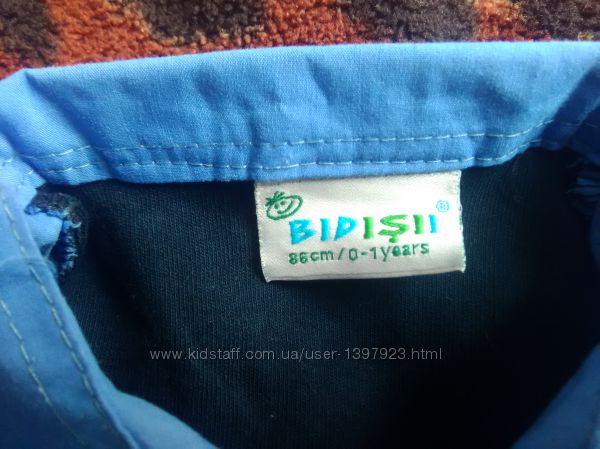 BIDIŞII ®
86cm/0-1years
www.kidstaff.com.ua/user-1397923.html